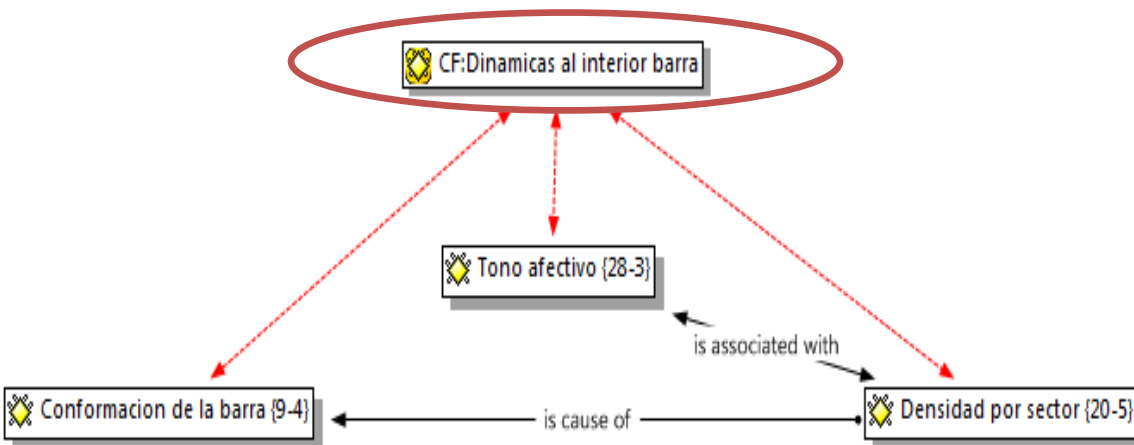 CF:Dinamicas al interior barra
Tono afectivo {28-3}
is associated with
Conformacion de la barra {9-4}
is cause of
Densidad por sector {20-5}